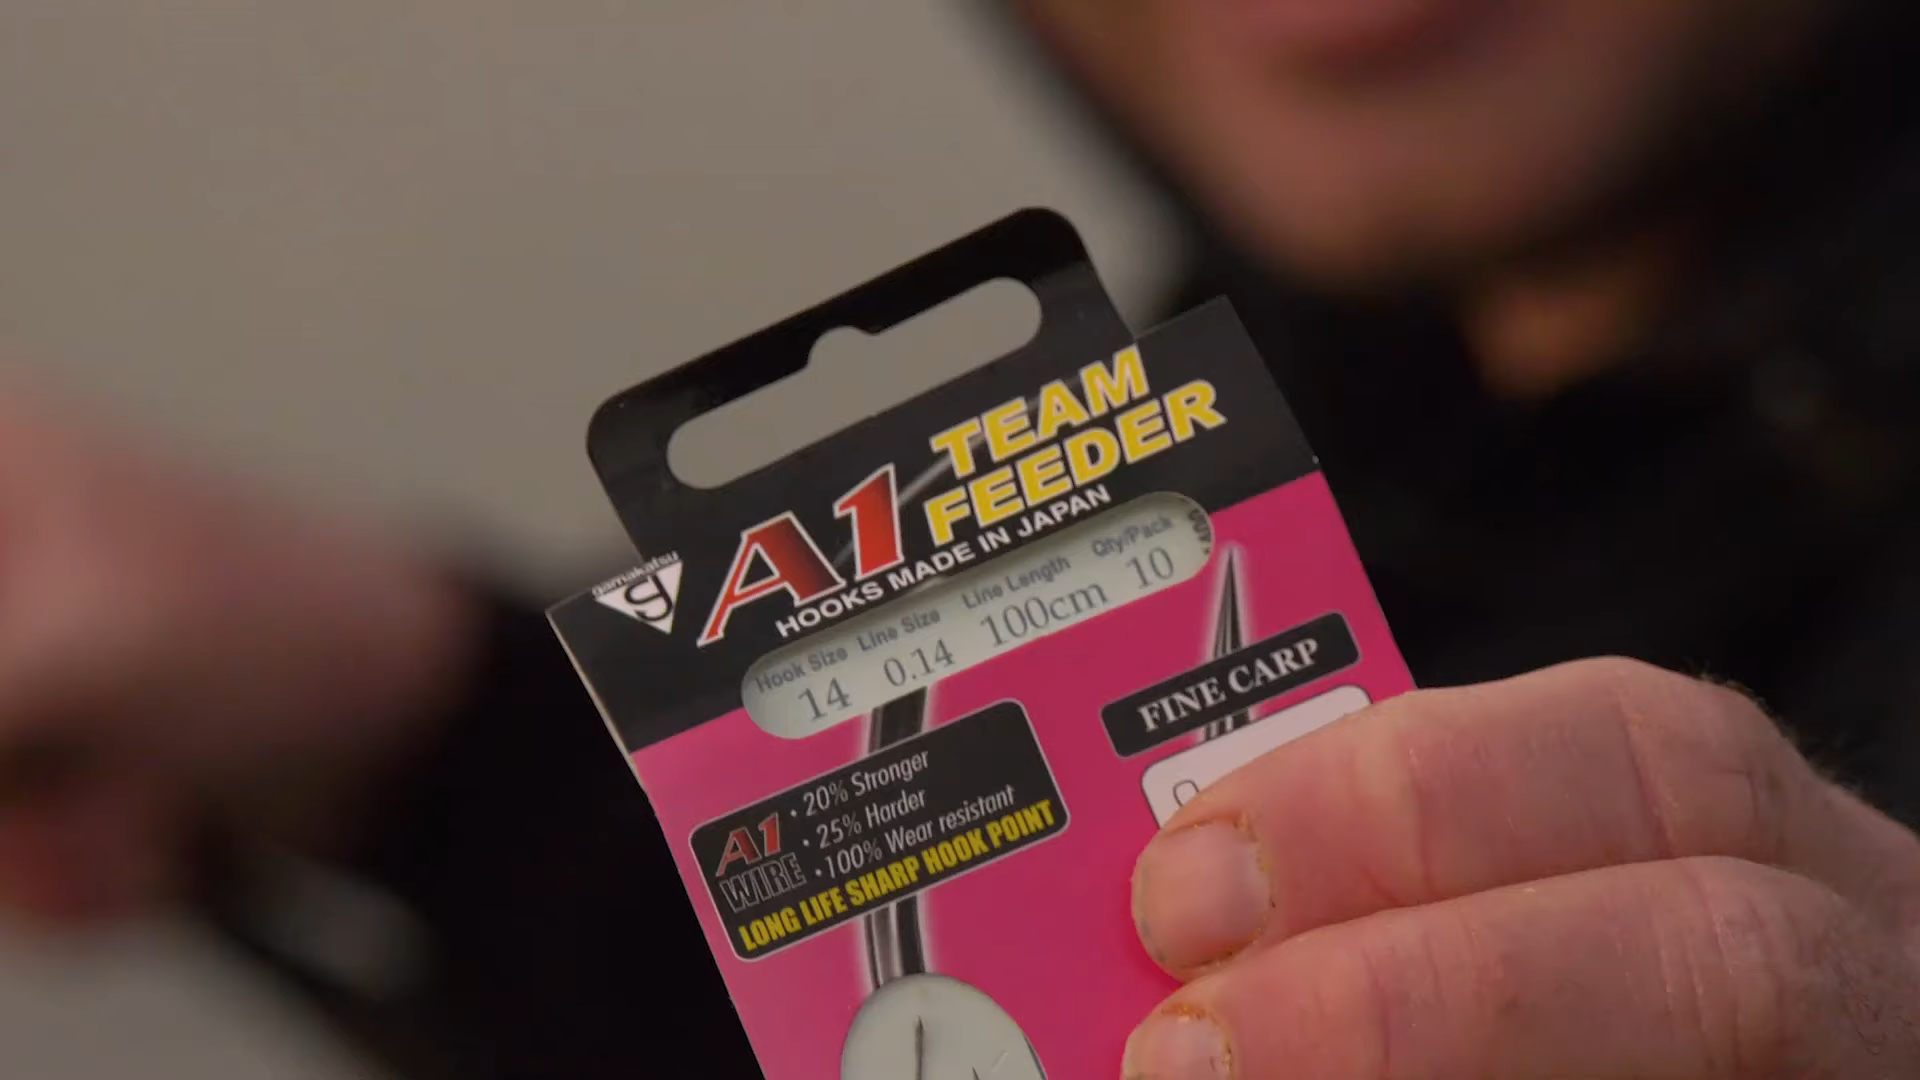 TEAM
FEEDER
A1
HOOKS MADE IN JAPAN
gamakatsu
G
Hook Size Line Size Line Length Qty/Pack
14 0.14 100cm 10
FINE CARP
A1
WIRE
• 20% Stronger
• 25% Harder
• 100% Wear resistant
LONG LIFE SHARP HOOK POINT